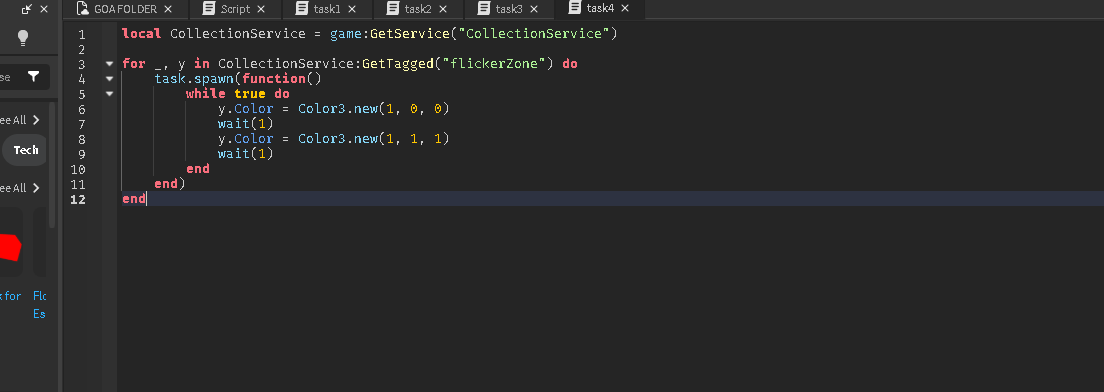 GOAFOLDER × Script × task1 × task2 × task3 × task4 ×
1 local CollectionService = game:GetService("CollectionService")
2
3 for _, y in CollectionService:GetTagged("flickerZone") do
4 task.spawn(function()
5 while true do
6 y.Color = Color3.new(1, 0, 0)
7 wait(1)
8 y.Color = Color3.new(1, 1, 1)
9 wait(1)
10 end
11 end)
12 end
se
ee All >
Tech
ee All >
k for Flo
Es